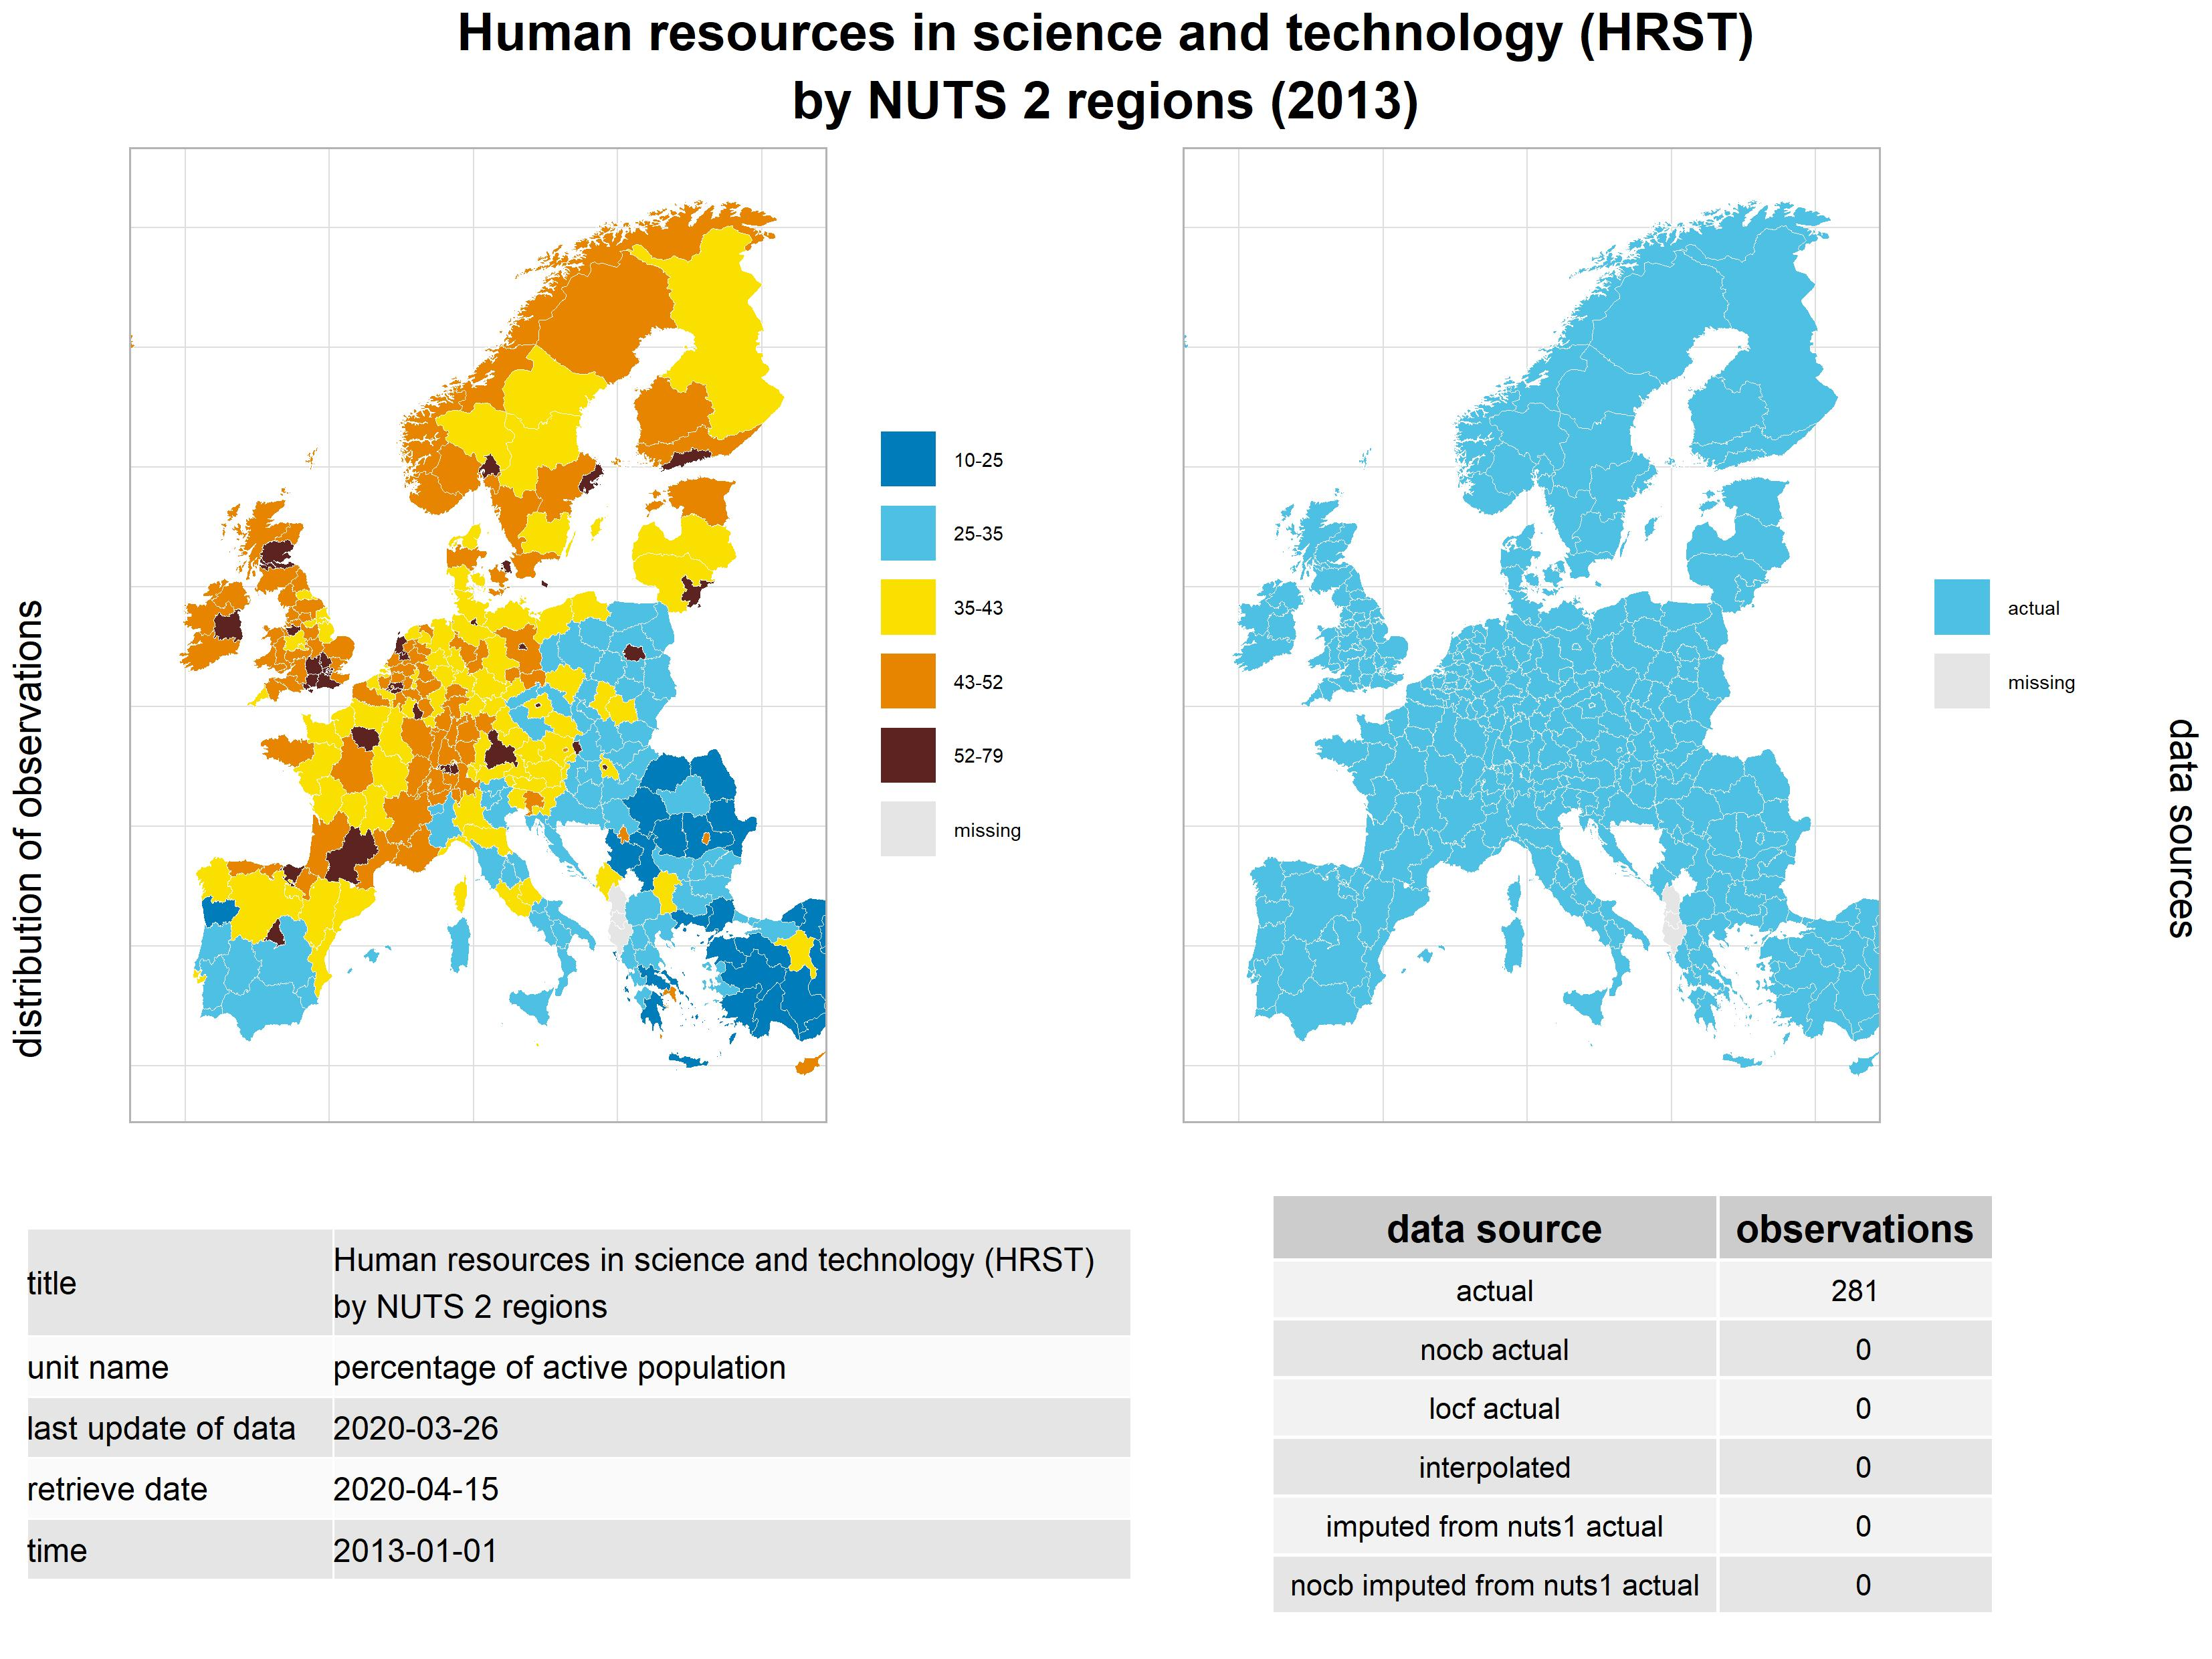 Human resources in science and technology (HRST)
by NUTS 2 regions (2013)
distribution of observations
10-25
25-35
35-43
43-52
52-79
missing
actual
missing
data sources
title
Human resources in science and technology (HRST)
by NUTS 2 regions
unit name percentage of active population
last update of data 2020-03-26
retrieve date 2020-04-15
time 2013-01-01
data source observations
actual 281
nocb actual 0
locf actual 0
interpolated 0
imputed from nuts1 actual 0
nocb imputed from nuts1 actual 0